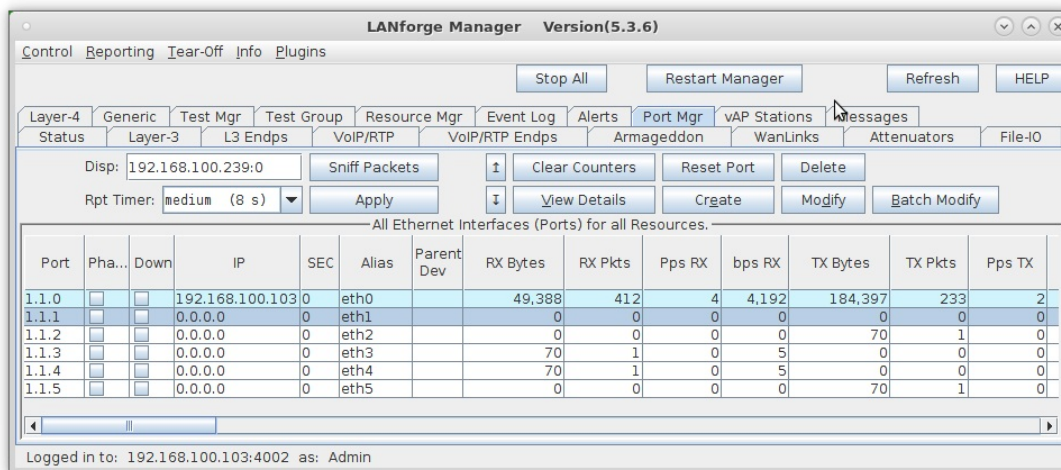 LANforge Manager Version(5.3.6)
Control Reporting Tear-Off Info Plugins
Stop All Restart Manager Refresh HELP
Layer-4 Generic Test Mgr Test Group Resource Mgr Event Log Alerts Port Mgr vAP Stations Messages
Status Layer-3 L3 Endps VoIP/RTP VoIP/RTP Endps Armageddon WanLinks Attenuators File-IO
Disp: 192.168.100.239:0 Sniff Packets ↥ Clear Counters Reset Port Delete
Rpt Timer: medium (8 s) Apply ↧ View Details Create Modify Batch Modify
All Ethernet Interfaces (Ports) for all Resources.
Port Pha... Down IP SEC Alias Parent Dev RX Bytes RX Pkts Pps RX bps RX TX Bytes TX Pkts Pps TX
1.1.0 192.168.100.103 0 eth0 49,388 412 4 4,192 184,397 233 2
1.1.1 0.0.0.0 0 eth1 0 0 0 0 0 0 0
1.1.2 0.0.0.0 0 eth2 0 0 0 0 70 1 0
1.1.3 0.0.0.0 0 eth3 70 1 0 5 0 0 0
1.1.4 0.0.0.0 0 eth4 70 1 0 5 0 0 0
1.1.5 0.0.0.0 0 eth5 0 0 0 0 70 1 0
Logged in to: 192.168.100.103:4002 as: Admin